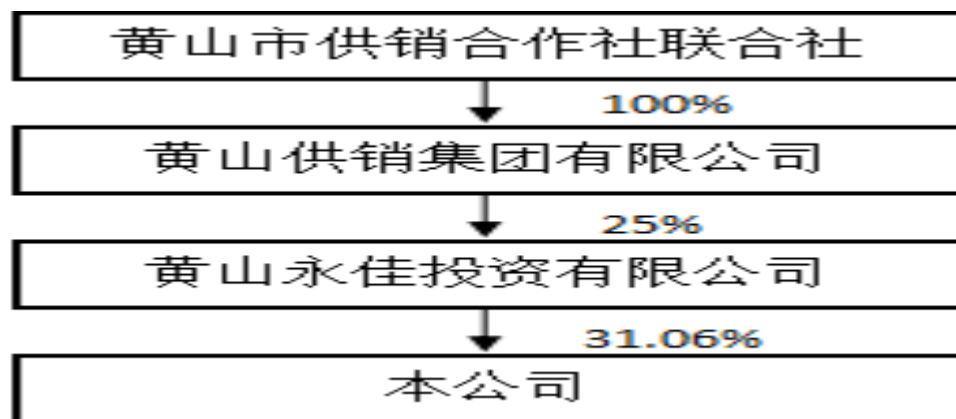 黄山市供销合作社联合社
100%
黄山供销集团有限公司
25%
黄山永佳投资有限公司
31.06%
本公司